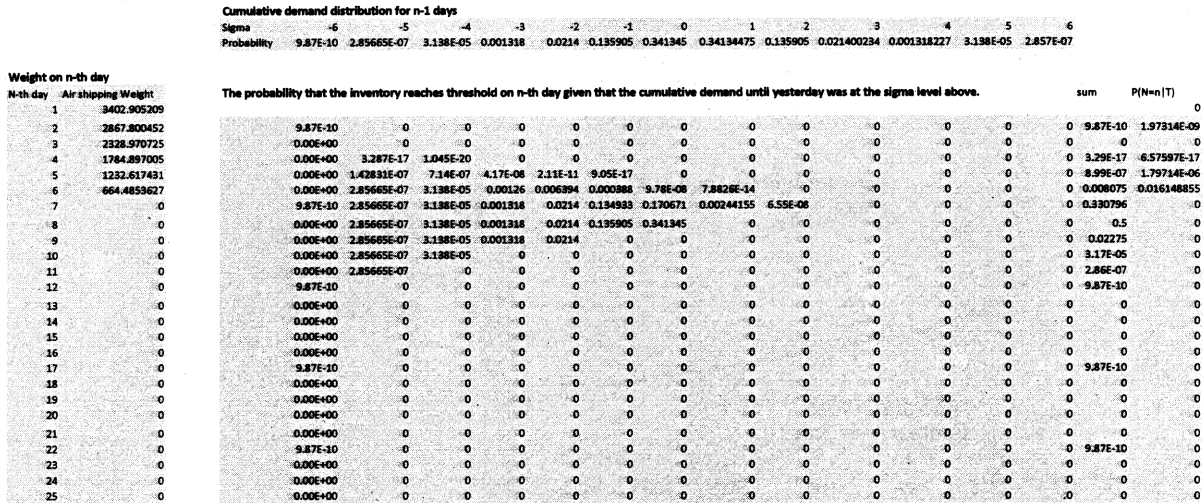 Cumulative demand distribution for n-1 days
Sigma -6 -5 -4 -3 -2 -1 0 1 2 3 4 5 6
Probability 9.87E-10 2.85665E-07 3.138E-05 0.001318 0.0214 0.135905 0.341345 0.34134475 0.135905 0.021400234 0.001318227 3.138E-05 2.857E-07
Weight on n-th day
N-th day Air shipping Weight The probability that the inventory reaches threshold on n-th day given that the cumulative demand until yesterday was at the sigma level above. sum P(N=n|T)
1 3402.905209 0
2 2867.800452 9.87E-10 0 0 0 0 0 0 0 0 0 0 0 0 9.87E-10 1.97314E-09
3 2328.970725 0.00E+00 0 0 0 0 0 0 0 0 0 0 0 0 0 0
4 1784.897005 0.00E+00 3.287E-17 1.045E-20 0 0 0 0 0 0 0 0 0 0 3.29E-17 6.57597E-17
5 1232.617431 0.00E+00 1.42831E-07 7.14E-07 4.17E-08 2.11E-11 9.05E-17 0 0 0 0 0 0 0 8.99E-07 1.79714E-06
6 664.4853627 0.00E+00 2.85665E-07 3.138E-05 0.00126 0.006394 0.000388 9.78E-08 7.8826E-14 0 0 0 0 0 0.008075 0.016148855
7 0 9.87E-10 2.85665E-07 3.138E-05 0.001318 0.0214 0.134933 0.170671 0.00244155 6.55E-08 0 0 0 0 0.330796 0
8 0 0.00E+00 2.85665E-07 3.138E-05 0.001318 0.0214 0.135905 0.341345 0 0 0 0 0 0 0.5 0
9 0 0.00E+00 2.85665E-07 3.138E-05 0.001318 0.0214 0 0 0 0 0 0 0 0 0.02275 0
10 0 0.00E+00 2.85665E-07 3.138E-05 0 0 0 0 0 0 0 0 0 0 3.17E-05 0
11 0 0.00E+00 2.85665E-07 0 0 0 0 0 0 0 0 0 0 0 2.86E-07 0
12 0 9.87E-10 0 0 0 0 0 0 0 0 0 0 0 0 9.87E-10 0
13 0 0.00E+00 0 0 0 0 0 0 0 0 0 0 0 0 0 0
14 0 0.00E+00 0 0 0 0 0 0 0 0 0 0 0 0 0 0
15 0 0.00E+00 0 0 0 0 0 0 0 0 0 0 0 0 0 0
16 0 0.00E+00 0 0 0 0 0 0 0 0 0 0 0 0 0 0
17 0 9.87E-10 0 0 0 0 0 0 0 0 0 0 0 0 9.87E-10 0
18 0 0.00E+00 0 0 0 0 0 0 0 0 0 0 0 0 0 0
19 0 0.00E+00 0 0 0 0 0 0 0 0 0 0 0 0 0 0
20 0 0.00E+00 0 0 0 0 0 0 0 0 0 0 0 0 0 0
21 0 0.00E+00 0 0 0 0 0 0 0 0 0 0 0 0 0 0
22 0 9.87E-10 0 0 0 0 0 0 0 0 0 0 0 0 9.87E-10 0
23 0 0.00E+00 0 0 0 0 0 0 0 0 0 0 0 0 0 0
24 0 0.00E+00 0 0 0 0 0 0 0 0 0 0 0 0 0 0
25 0 0.00E+00 0 0 0 0 0 0 0 0 0 0 0 0 0 0